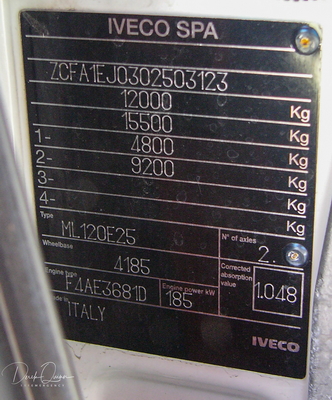 IVECO SPA
ZCFA1EJ0302503123
12000 Kg
15500 Kg
1- 4800 Kg
2- 9200 Kg
3- Kg
4- Kg
Type ML120E25 N° of axles 2
Wheelbase 4185 Corrected absorption value 1.048
Engine type F4AE3681D Engine power kW 185
Made in ITALY
IVECO